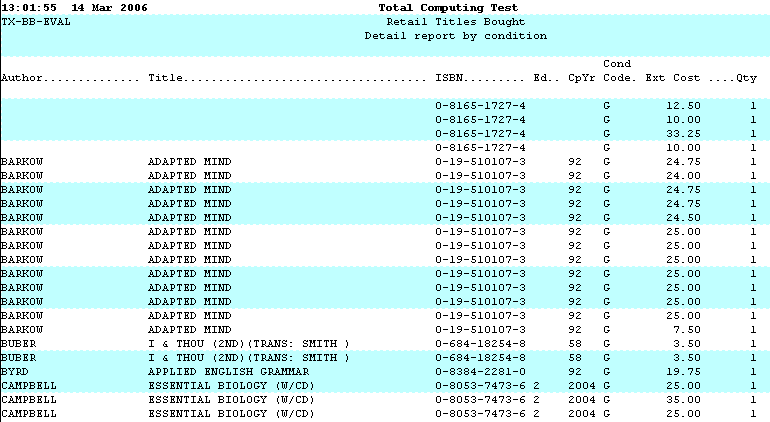 13:01:55 14 Mar 2006 Total Computing Test
TX-BB-EVAL Retail Titles Bought
Detail report by condition
Cond
Author.............. Title.................................. ISBN......... Ed.. CpYr Code. Ext Cost ....Qty
0-8165-1727-4 G 12.50 1
0-8165-1727-4 G 10.00 1
0-8165-1727-4 G 33.25 1
0-8165-1727-4 G 10.00 1
BARKOW ADAPTED MIND 0-19-510107-3 92 G 24.75 1
BARKOW ADAPTED MIND 0-19-510107-3 92 G 24.00 1
BARKOW ADAPTED MIND 0-19-510107-3 92 G 24.75 1
BARKOW ADAPTED MIND 0-19-510107-3 92 G 24.75 1
BARKOW ADAPTED MIND 0-19-510107-3 92 G 24.50 1
BARKOW ADAPTED MIND 0-19-510107-3 92 G 25.00 1
BARKOW ADAPTED MIND 0-19-510107-3 92 G 25.00 1
BARKOW ADAPTED MIND 0-19-510107-3 92 G 25.00 1
BARKOW ADAPTED MIND 0-19-510107-3 92 G 25.00 1
BARKOW ADAPTED MIND 0-19-510107-3 92 G 25.00 1
BARKOW ADAPTED MIND 0-19-510107-3 92 G 25.00 1
BARKOW ADAPTED MIND 0-19-510107-3 92 G 25.00 1
BARKOW ADAPTED MIND 0-19-510107-3 92 G 7.50 1
BUBER I & THOU (2ND)(TRANS: SMITH ) 0-684-18254-8 58 G 3.50 1
BUBER I & THOU (2ND)(TRANS: SMITH ) 0-684-18254-8 58 G 3.50 1
BYRD APPLIED ENGLISH GRAMMAR 0-8384-2281-0 92 G 19.75 1
CAMPBELL ESSENTIAL BIOLOGY (W/CD) 0-8053-7473-6 2 2004 G 25.00 1
CAMPBELL ESSENTIAL BIOLOGY (W/CD) 0-8053-7473-6 2 2004 G 35.00 1
CAMPBELL ESSENTIAL BIOLOGY (W/CD) 0-8053-7473-6 2 2004 G 25.00 1